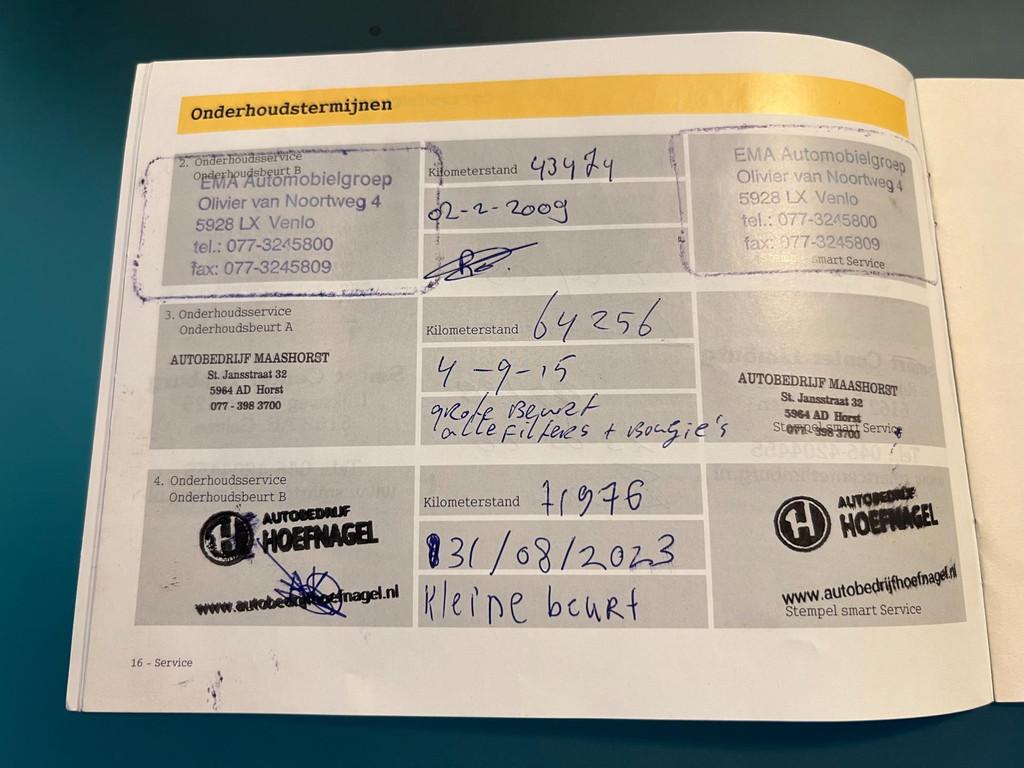 Onderhoudstermijnen
2. Onderhoudsservice
Onderhoudsbeurt B
EMA Automobielgroep
Olivier van Noortweg 4
5928 LX Venlo
tel.: 077-3245800
fax: 077-3245809
Kilometerstand 43474
02-2-2009
EMA Automobielgroep
Olivier van Noortweg 4
5928 LX Venlo
tel.: 077-3245800
fax: 077-3245809
Stempel smart Service
3. Onderhoudsservice
Onderhoudsbeurt A
AUTOBEDRIJF MAASHORST
St. Jansstraat 32
5964 AD Horst
077 - 398 3700
Kilometerstand 64256
4-9-15
grote Beurt
alle filters + Bougie's
AUTOBEDRIJF MAASHORST
St. Jansstraat 32
5964 AD Horst
077 - 398 3700
Stempel smart Service
4. Onderhoudsservice
Onderhoudsbeurt B
H AUTOBEDRIJF
HOEFNAGEL
www.autobedrijfhoefnagel.nl
Kilometerstand 71976
31/08/2023
Kleine beurt
H AUTOBEDRIJF
HOEFNAGEL
www.autobedrijfhoefnagel.nl
Stempel smart Service
16 - Service